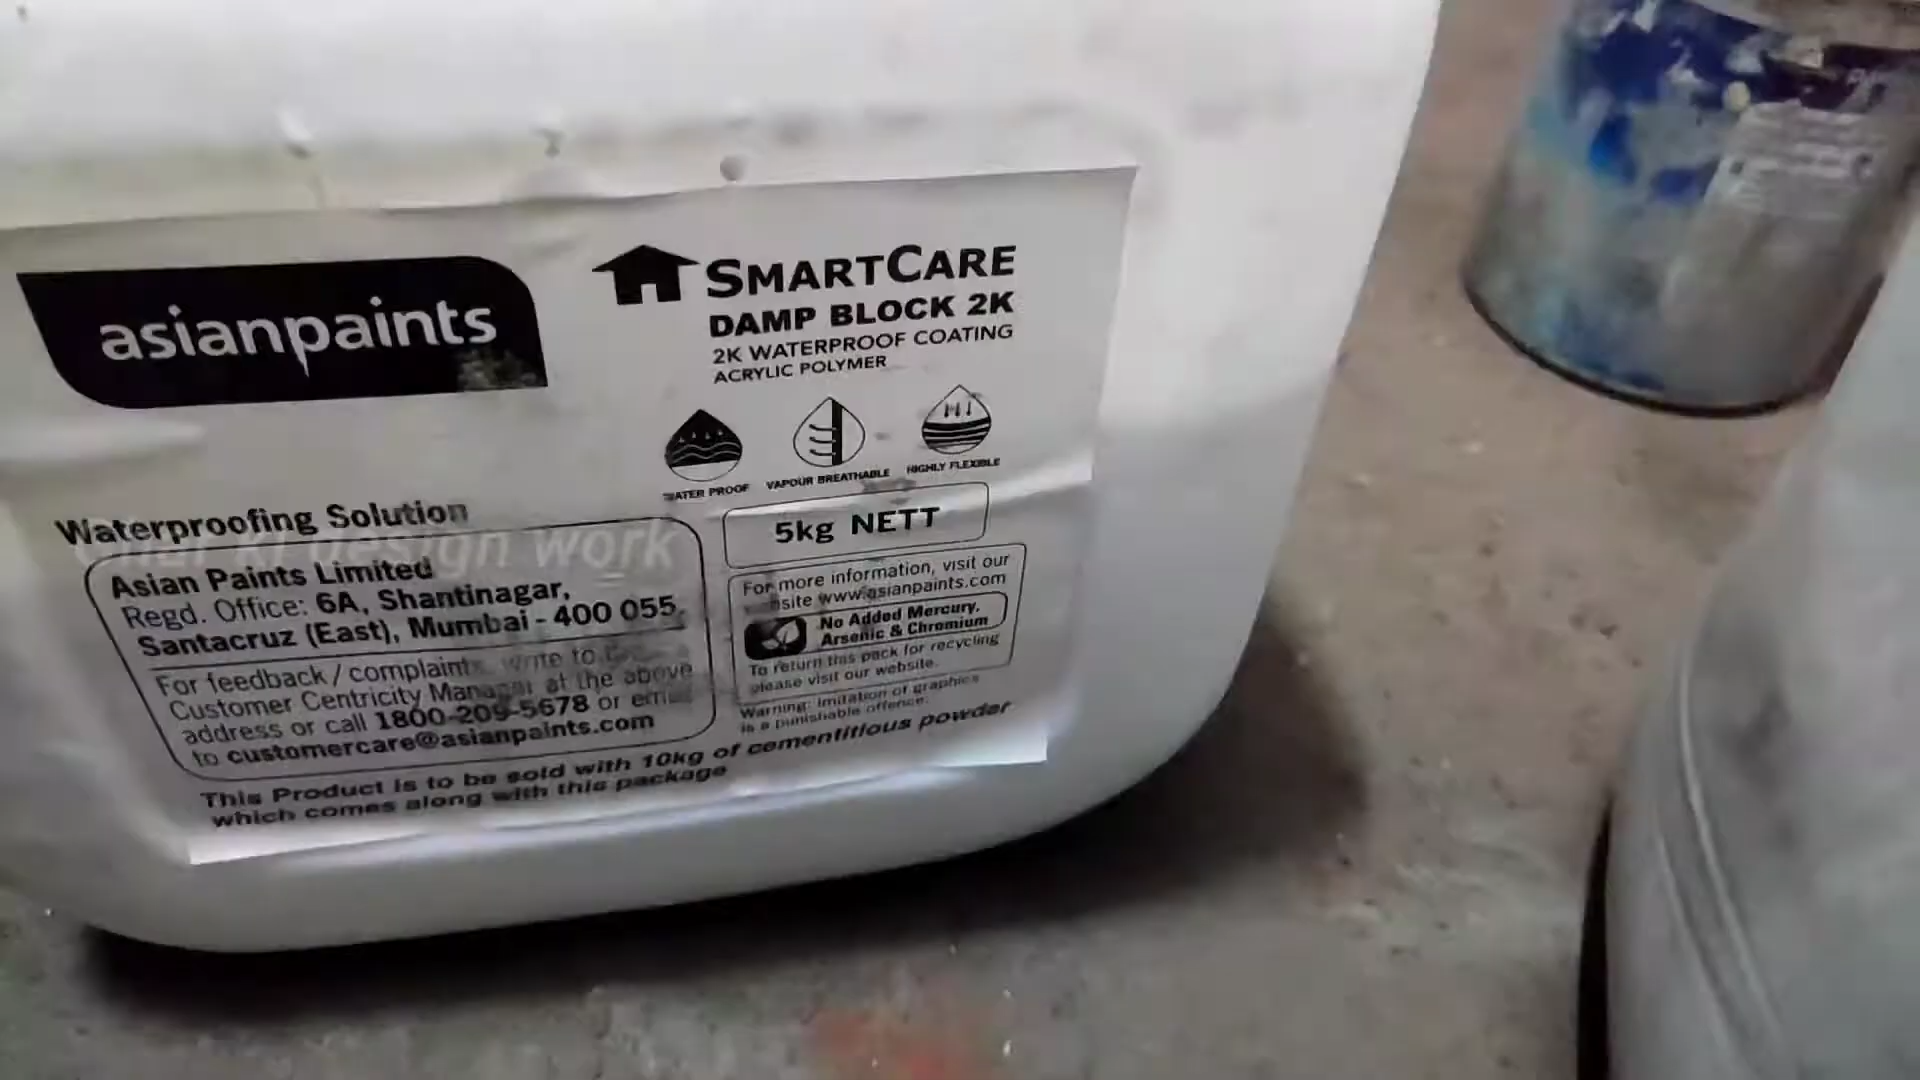 asianpaints
SMARTCARE
DAMP BLOCK 2K
2K WATERPROOF COATING
ACRYLIC POLYMER
WATER PROOF
VAPOUR BREATHABLE
HIGHLY FLEXIBLE
Waterproofing Solution
design work
5kg NETT
Asian Paints Limited
Regd. Office: 6A, Shantinagar,
Santacruz (East), Mumbai - 400 055.
For feedback / complaints, write to
Customer Centricity Manager at the above
address or call 1800-209-5678 or email
to customercare@asianpaints.com
For more information, visit our
website www.asianpaints.com
No Added Mercury,
Arsenic & Chromium
To return this pack for recycling
please visit our website.
Warning: Imitation of graphics
is a punishable offence.
This Product is to be sold with 10kg of cementitious powder
which comes along with this package